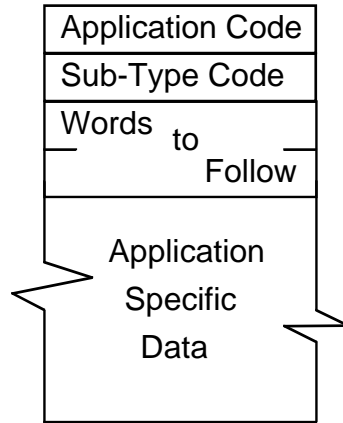 Application Code
Sub-Type Code
Words
to
Follow
Application
Specific
Data